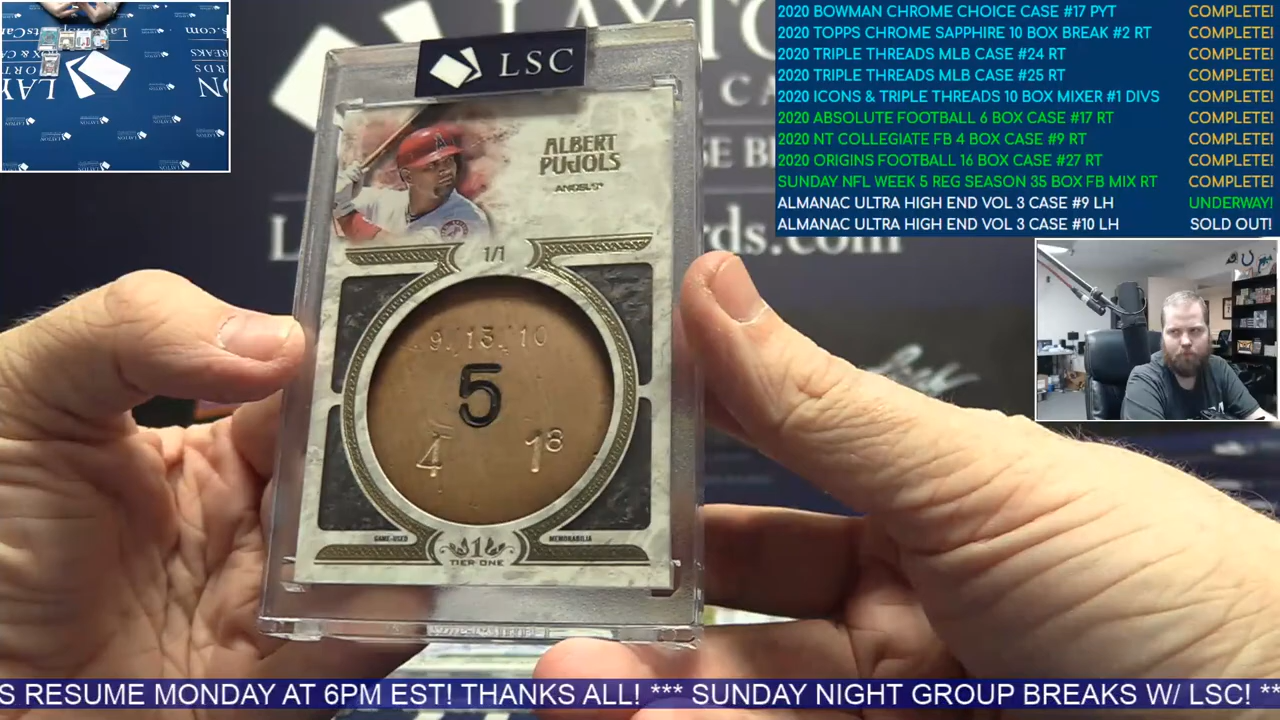 2020 BOWMAN CHROME CHOICE CASE #17 PYT COMPLETE!
2020 TOPPS CHROME SAPPHIRE 10 BOX BREAK #2 RT COMPLETE!
2020 TRIPLE THREADS MLB CASE #24 RT COMPLETE!
2020 TRIPLE THREADS MLB CASE #25 RT COMPLETE!
2020 ICONS & TRIPLE THREADS 10 BOX MIXER #1 DIVS COMPLETE!
2020 ABSOLUTE FOOTBALL 6 BOX CASE #17 RT COMPLETE!
2020 NT COLLEGIATE FB 4 BOX CASE #9 RT COMPLETE!
2020 ORIGINS FOOTBALL 16 BOX CASE #27 RT COMPLETE!
SUNDAY NFL WEEK 5 REG SEASON 35 BOX FB MIX RT COMPLETE!
ALMANAC ULTRA HIGH END VOL 3 CASE #9 LH UNDERWAY!
ALMANAC ULTRA HIGH END VOL 3 CASE #10 LH SOLD OUT!
LSC
ALBERT
PUJOLS
ANGELS
1/1
9.13.10
5
4 18
GAME-USED MEMORABILIA
1
TIER ONE
S RESUME MONDAY AT 6PM EST! THANKS ALL! *** SUNDAY NIGHT GROUP BREAKS W/ LSC! **